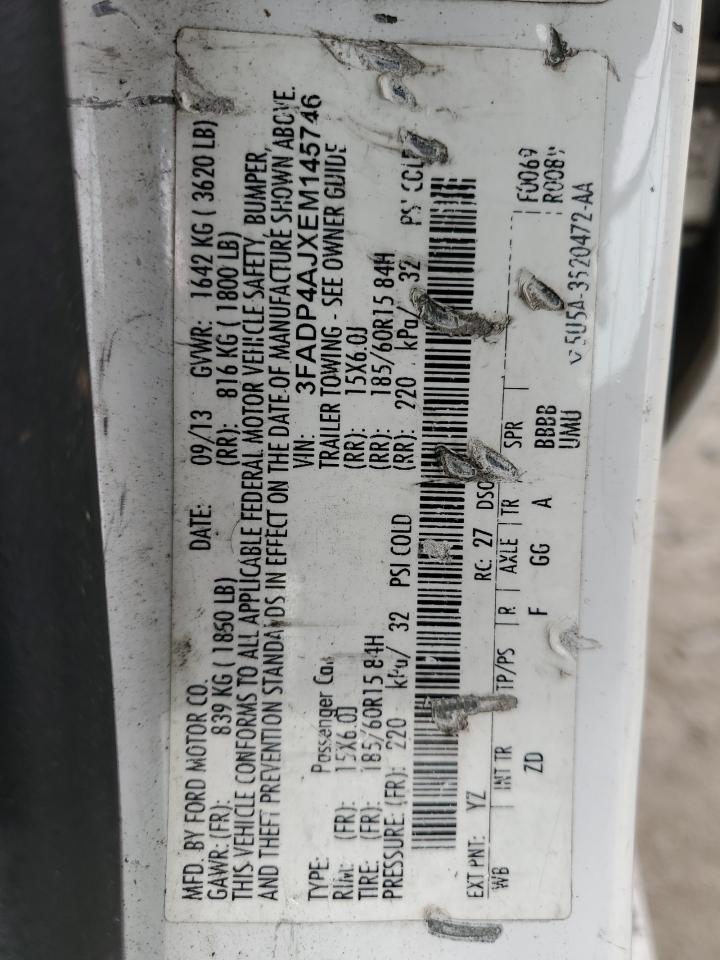 MFD. BY FORD MOTOR CO. DATE: 09/13 GVWR: 1642 KG ( 3620 LB)
GAWR: (FR): 839 KG ( 1850 LB) (RR): 816 KG ( 1800 LB)
THIS VEHICLE CONFORMS TO ALL APPLICABLE FEDERAL MOTOR VEHICLE SAFETY, BUMPER,
AND THEFT PREVENTION STANDARDS IN EFFECT ON THE DATE OF MANUFACTURE SHOWN ABOVE.
VIN: 3FADP4AJXEM145746
TYPE: Passenger Car TRAILER TOWING - SEE OWNER GUIDE
RIM: (FR): 15X6.0J (RR): 15X6.0J
TIRE: (FR): 185/60R15 84H (RR): 185/60R15 84H
PRESSURE: (FR): 220 kPa/ 32 PSI COLD (RR): 220 kPa/ 32 PSI COLD
EXT PNT: YZ RC: 27 DSO: F0069
WB INT TR TP/PS R AXLE TR SPR R0089
ZD F GG A BBBB
UMU
5U5A-3520472-AA